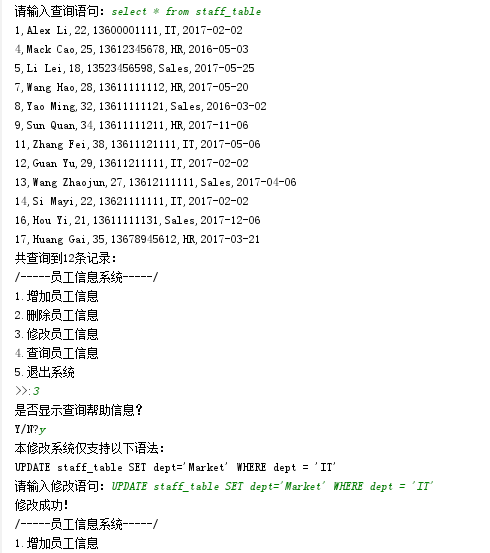 请输入查询语句：select * from staff_table
1,Alex Li,22,13600001111,IT,2017-02-02
4,Mack Cao,25,13612345678,HR,2016-05-03
5,Li Lei,18,13523456598,Sales,2017-05-25
7,Wang Hao,28,13611111112,HR,2017-05-20
8,Yao Ming,32,13611111121,Sales,2016-03-02
9,Sun Quan,34,13611111211,HR,2017-11-06
11,Zhang Fei,38,13611121111,IT,2017-05-06
12,Guan Yu,29,13611211111,IT,2017-02-02
13,Wang Zhaojun,27,13612111111,Sales,2017-04-06
14,Si Mayi,22,13621111111,IT,2017-02-02
16,Hou Yi,21,13611111131,Sales,2017-12-06
17,Huang Gai,35,13678945612,HR,2017-03-21
共查询到12条记录：
/-----员工信息系统-----/
1.增加员工信息
2.删除员工信息
3.修改员工信息
4.查询员工信息
5.退出系统
>>:3
是否显示查询帮助信息？
Y/N?y
本修改系统仅支持以下语法：
UPDATE staff_table SET dept='Market' WHERE dept = 'IT'
请输入修改语句：UPDATE staff_table SET dept='Market' WHERE dept = 'IT'
修改成功！
/-----员工信息系统-----/
1.增加员工信息